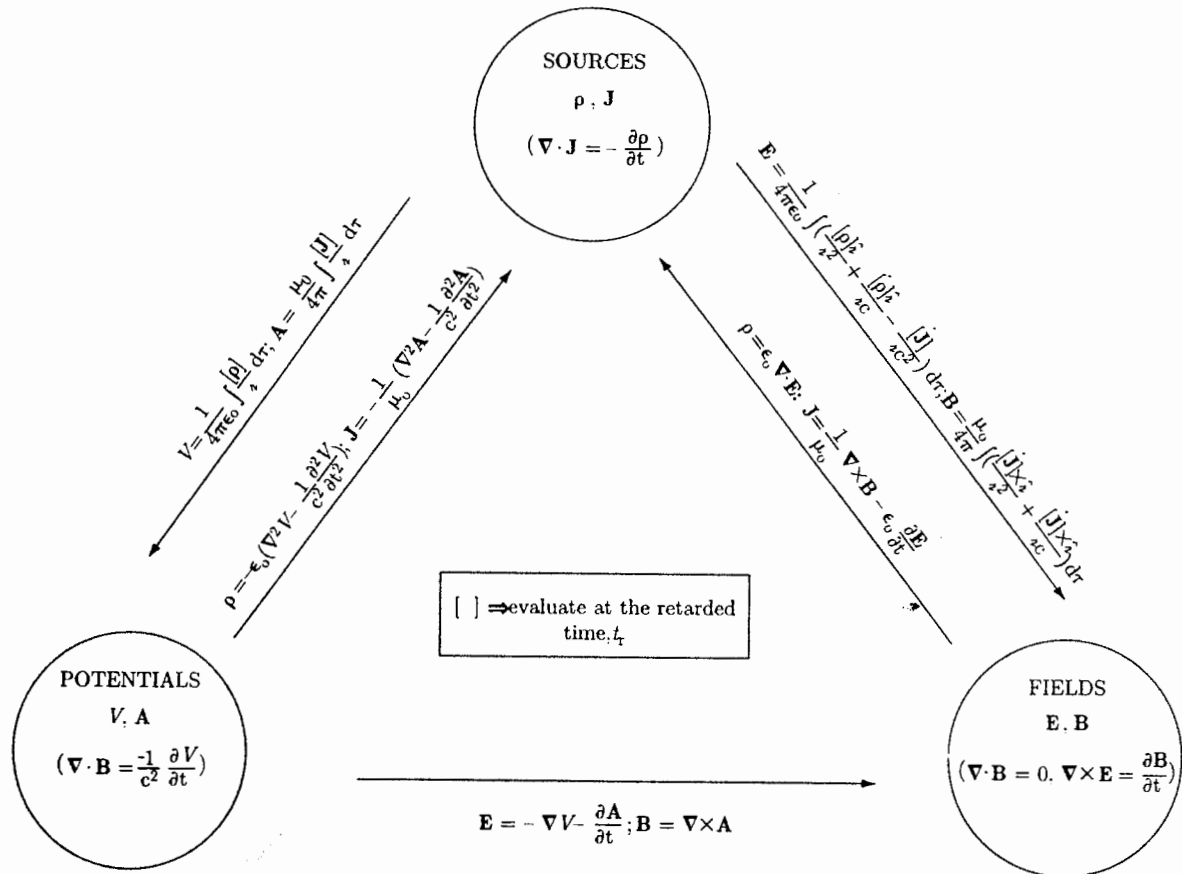 SOURCES
ρ, J
(∇·J = - ∂ρ/∂t)
V = 1/4πϵ₀ ∫ [ρ]/𝓇 dτ; A = μ₀/4π ∫ [J]/𝓇 dτ
ρ = -ϵ₀(∇²V - 1/c² ∂²V/∂t²); J = - 1/μ₀ (∇²A - 1/c² ∂²A/∂t²)
E = 1/4πϵ₀ ∫([ρ]𝓇̂/𝓇² + [ρ̇]𝓇̂/𝓇c - [J̇]/𝓇c²) dτ; B = μ₀/4π ∫([J]×𝓇̂/𝓇² + [J̇]×𝓇̂/𝓇c) dτ
ρ = ϵ₀ ∇·E: J = 1/μ₀ ∇×B - ϵ₀ ∂E/∂t
[ ] ⇒ evaluate at the retarded
time, tᵣ
POTENTIALS
V, A
(∇·B = -1/c² ∂V/∂t)
FIELDS
E, B
(∇·B = 0. ∇×E = ∂B/∂t)
E = - ∇V - ∂A/∂t; B = ∇×A